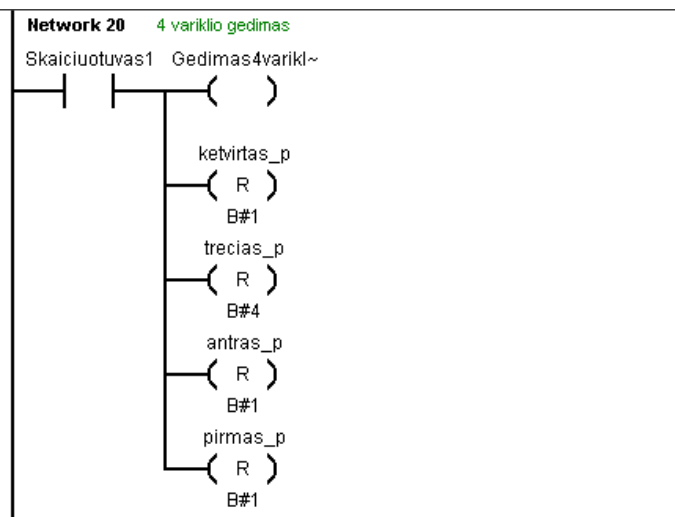 Network 20 4 variklio gedimas
Skaiciuotuvas1 Gedimas4varikl~
ketvirtas_p
R
B#1
trecias_p
R
B#4
antras_p
R
B#1
pirmas_p
R
B#1